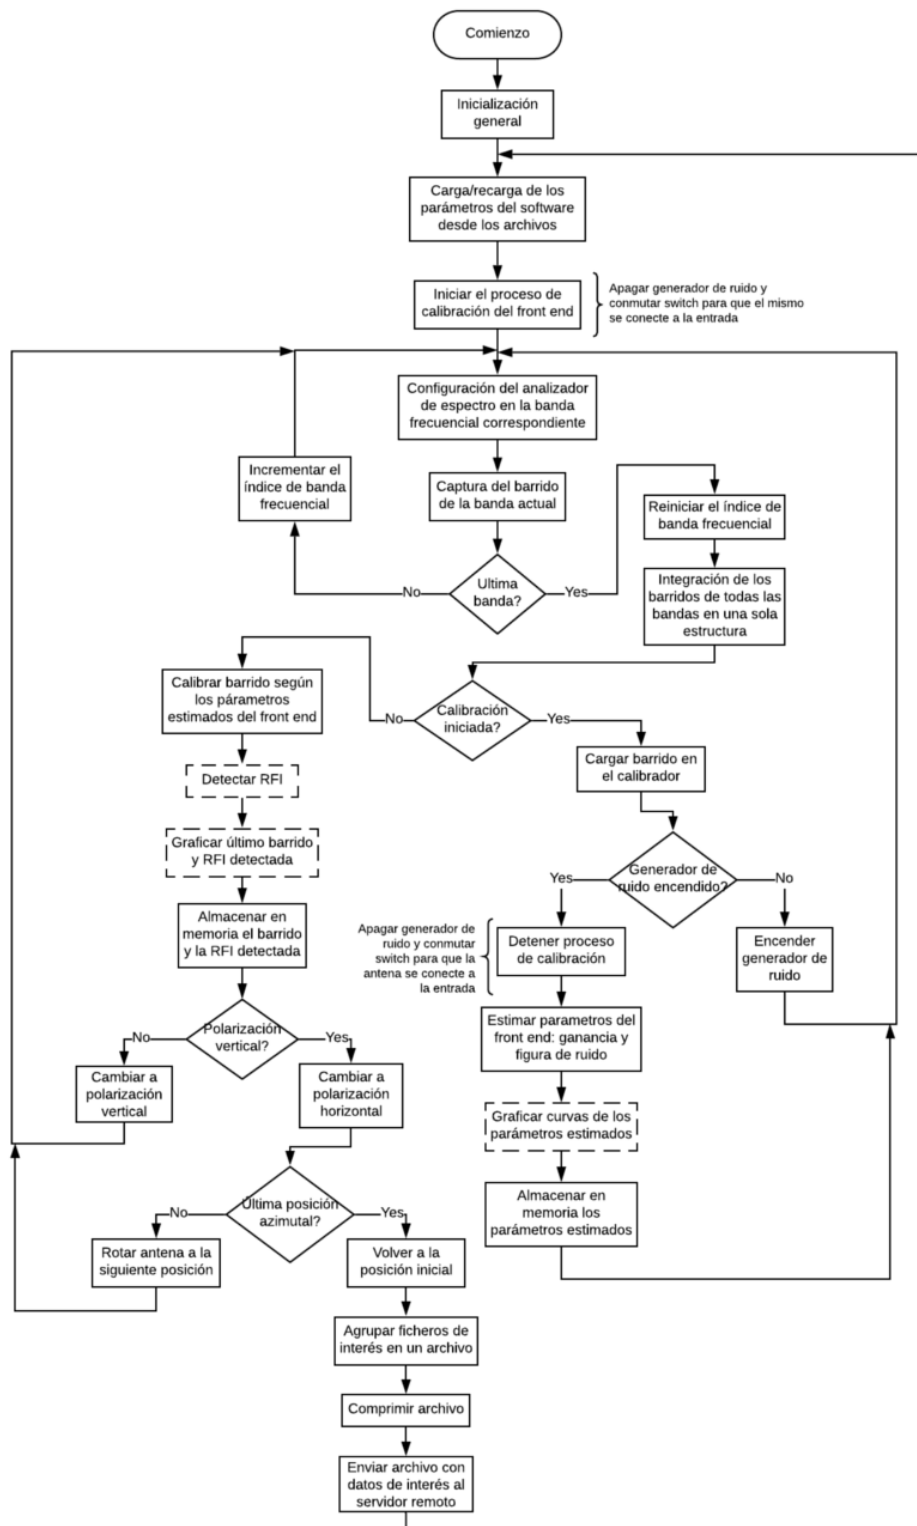 Comienzo
Inicialización
general
Carga/recarga de los
parámetros del software
desde los archivos
Iniciar el proceso de
calibración del front end
Apagar generador de ruido y
conmutar switch para que el mismo
se conecte a la entrada
Configuración del analizador
de espectro en la banda
frecuencial correspondiente
Incrementar el
índice de banda
frecuencial
Captura del barrido
de la banda actual
Reiniciar el índice de
banda frecuencial
No
Ultima
banda?
Yes
Integración de los
barridos de todas las
bandas en una sola
estructura
Calibrar barrido según
los párametros
estimados del front end
No
Calibración
iniciada?
Yes
Cargar barrido en
el calibrador
Detectar RFI
Graficar último barrido
y RFI detectada
Yes
Generador de
ruido encendido?
No
Almacenar en
memoria el barrido
y la RFI detectada
Apagar generador de
ruido y conmutar
switch para que la
antena se conecte a
la entrada
Detener proceso
de calibración
Encender
generador de
ruido
No
Polarización
vertical?
Yes
Estimar parametros del
front end: ganancia y
figura de ruido
Cambiar a
polarización
vertical
Cambiar a
polarización
horizontal
Graficar curvas de los
parámetros estimados
No
Última posición
azimutal?
Yes
Almacenar en
memoria los
parámetros estimados
Rotar antena a la
siguiente posición
Volver a la
posición inicial
Agrupar ficheros de
interés en un archivo
Comprimir archivo
Enviar archivo con
datos de interés al
servidor remoto